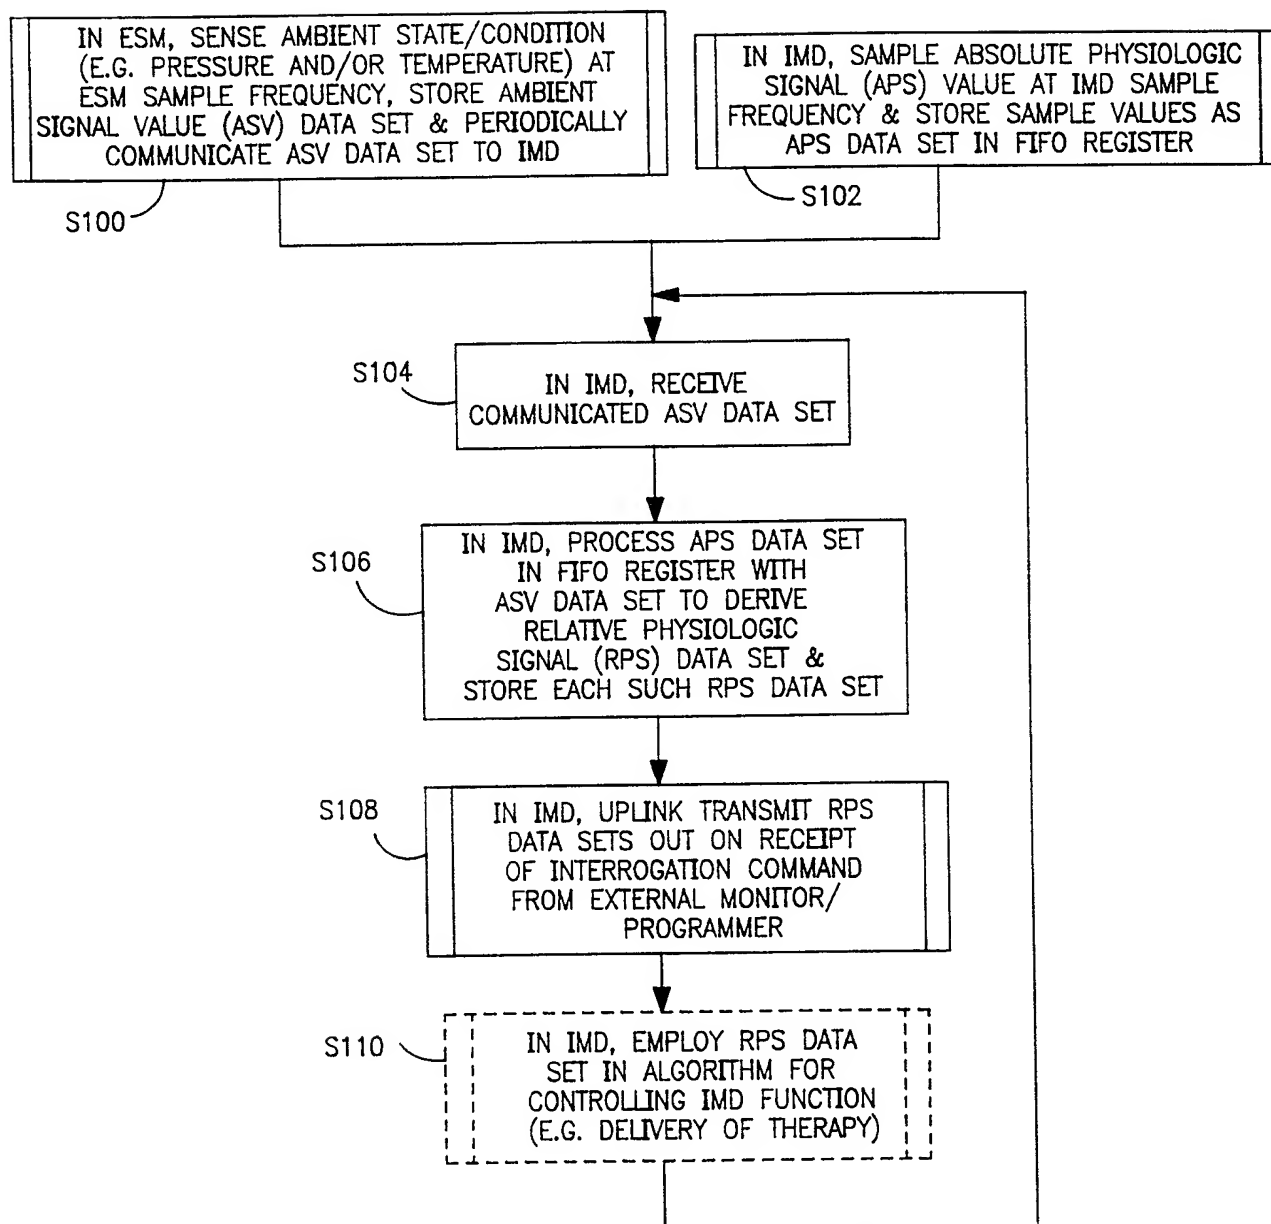 IN ESM, SENSE AMBIENT STATE/CONDITION
(E.G. PRESSURE AND/OR TEMPERATURE) AT
ESM SAMPLE FREQUENCY, STORE AMBIENT
SIGNAL VALUE (ASV) DATA SET & PERIODICALLY
COMMUNICATE ASV DATA SET TO IMD
S100
IN IMD, SAMPLE ABSOLUTE PHYSIOLOGIC
SIGNAL (APS) VALUE AT IMD SAMPLE
FREQUENCY & STORE SAMPLE VALUES AS
APS DATA SET IN FIFO REGISTER
S102
S104
IN IMD, RECEIVE
COMMUNICATED ASV DATA SET
S106
IN IMD, PROCESS APS DATA SET
IN FIFO REGISTER WITH
ASV DATA SET TO DERIVE
RELATIVE PHYSIOLOGIC
SIGNAL (RPS) DATA SET &
STORE EACH SUCH RPS DATA SET
S108
IN IMD, UPLINK TRANSMIT RPS
DATA SETS OUT ON RECEIPT
OF INTERROGATION COMMAND
FROM EXTERNAL MONITOR/
PROGRAMMER
S110
IN IMD, EMPLOY RPS DATA
SET IN ALGORITHM FOR
CONTROLLING IMD FUNCTION
(E.G. DELIVERY OF THERAPY)